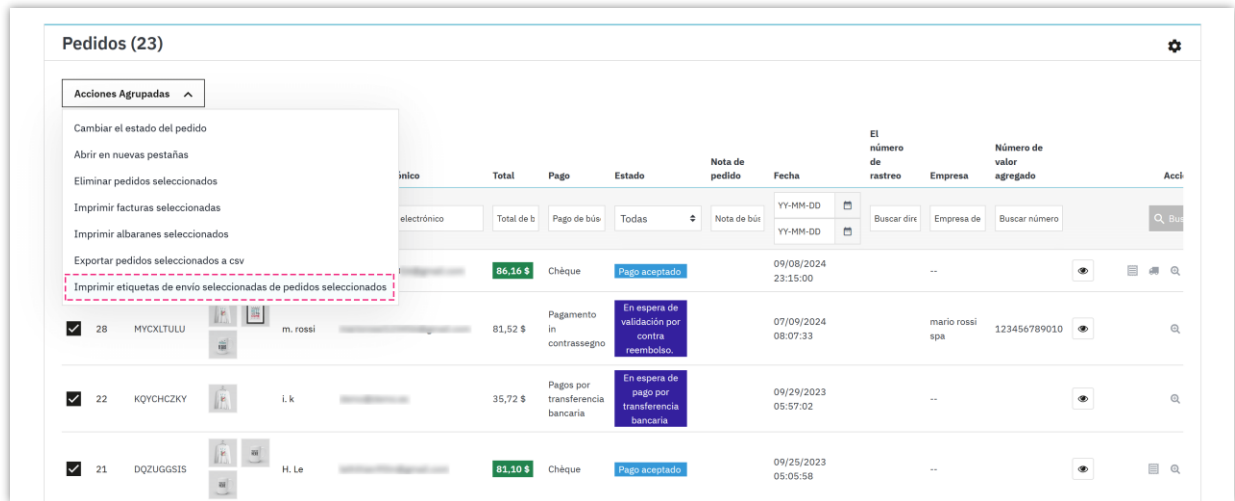 Pedidos (23)
Acciones Agrupadas
Cambiar el estado del pedido
Abrir en nuevas pestañas
Eliminar pedidos seleccionados
Imprimir facturas seleccionadas
Imprimir albaranes seleccionados
Exportar pedidos seleccionados a csv
Imprimir etiquetas de envío seleccionadas de pedidos seleccionados
Total
Pago
Estado
Nota de
pedido
Fecha
El
número
de
rastreo
Empresa
Número de
valor
agregado
electrónico
Total de b
Pago de bús
Todas
Nota de bús
YY-MM-DD
YY-MM-DD
Buscar dire
Empresa de
Buscar número
86,16 $
Chèque
Pago aceptado
09/08/2024
23:15:00
--
28
MYCXLTULU
m. rossi
81,52 $
Pagamento
in
contrassegno
En espera de
validación por
contra
reembolso.
07/09/2024
08:07:33
mario rossi
spa
123456789010
22
KQYCHCZKY
i. k
35,72 $
Pagos por
transferencia
bancaria
En espera de
pago por
transferencia
bancaria
09/29/2023
05:57:02
--
21
DQZUGGSIS
H. Le
81,10 $
Chèque
Pago aceptado
09/25/2023
05:05:58
--